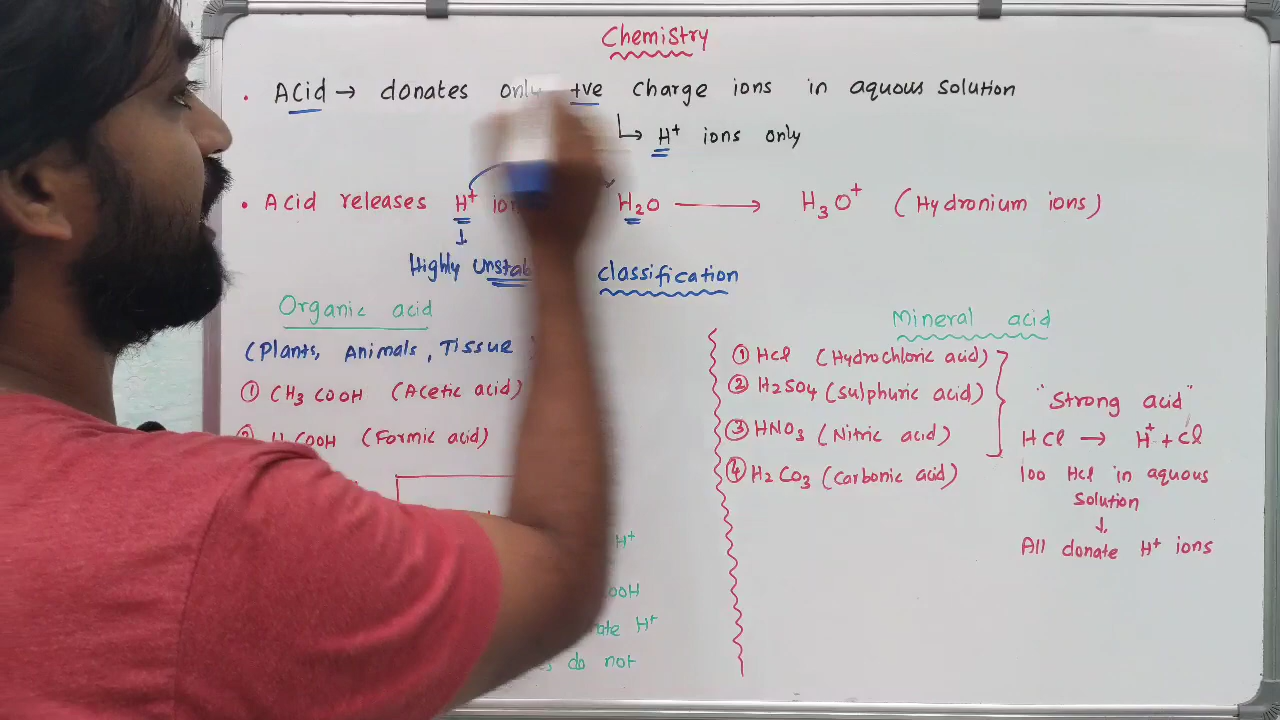 Chemistry
• Acid → donates only +ve charge ions in aquous solution
↳ H⁺ ions only
• Acid releases H⁺ H₂O ⟶ H₃O⁺ (Hydronium ions)
↓
Highly classification
Organic acid
(Plants, Animals, Tissue
① CH₃COOH (Acetic acid)
HCOOH (Formic acid)
H⁺
H⁺
do not
Mineral acid
① HCl (Hydrochloric acid)
② H₂SO₄ (sulphuric acid)
③ HNO₃ (Nitric acid)
④ H₂CO₃ (Carbonic acid)
"Strong acid"
HCl → H⁺ + Cl⁻
100 HCl in aquous
Solution
↓
All donate H⁺ ions